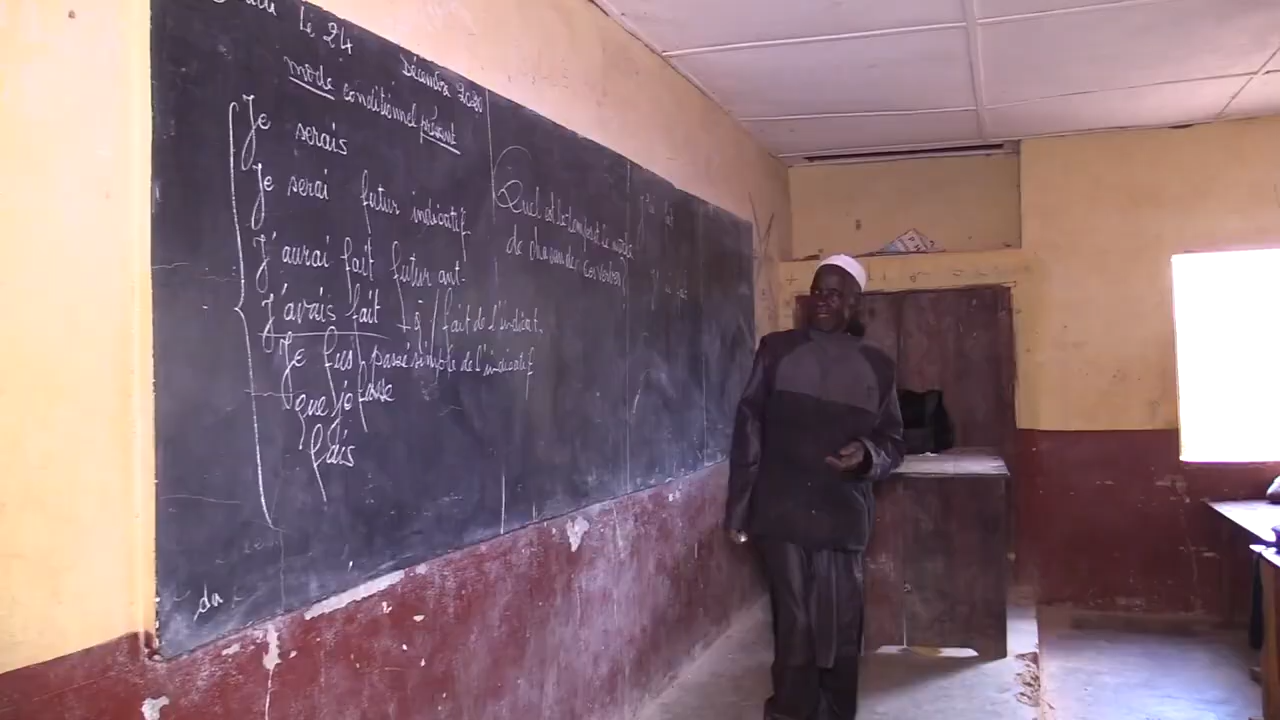 Le 24 Décembre 2020
mode conditionnel présent
Je serais
Je serai futur indicatif
J'aurai fait futur ant.
J'avais fait + q / fait de l'indicat.
Je fus passé simple de l'indicatif
que je fasse
fais
Quel est le temps et le mode
de chacun des verbes
du